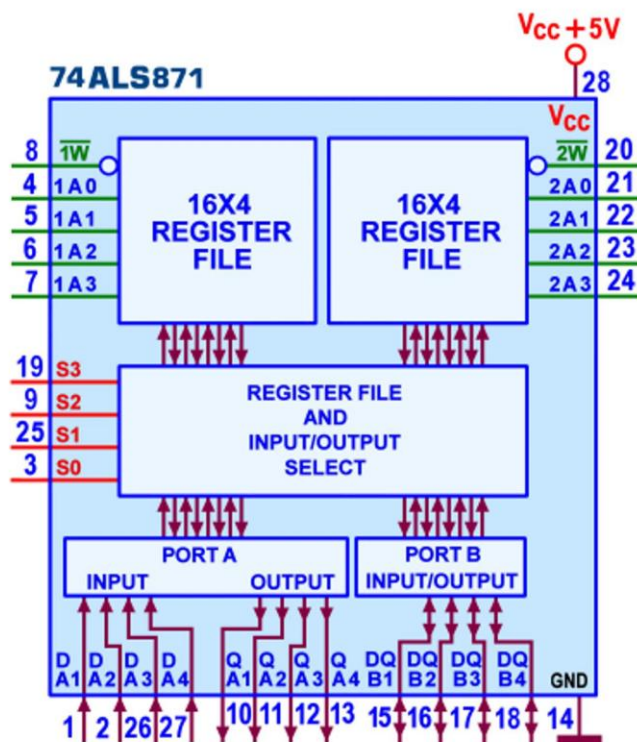 VCC +5V
74ALS871
28
VCC
8 1W 2W 20
4 1A0 2A0 21
5 1A1 2A1 22
6 1A2 2A2 23
7 1A3 2A3 24
16X4
REGISTER
FILE
16X4
REGISTER
FILE
19 S3
9 S2
25 S1
3 S0
REGISTER FILE
AND
INPUT/OUTPUT
SELECT
PORT A
INPUT OUTPUT
PORT B
INPUT/OUTPUT
D D D D Q Q Q Q DQ DQ DQ DQ
A1 A2 A3 A4 A1 A2 A3 A4 B1 B2 B3 B4 GND
1 2 26 27 10 11 12 13 15 16 17 18 14